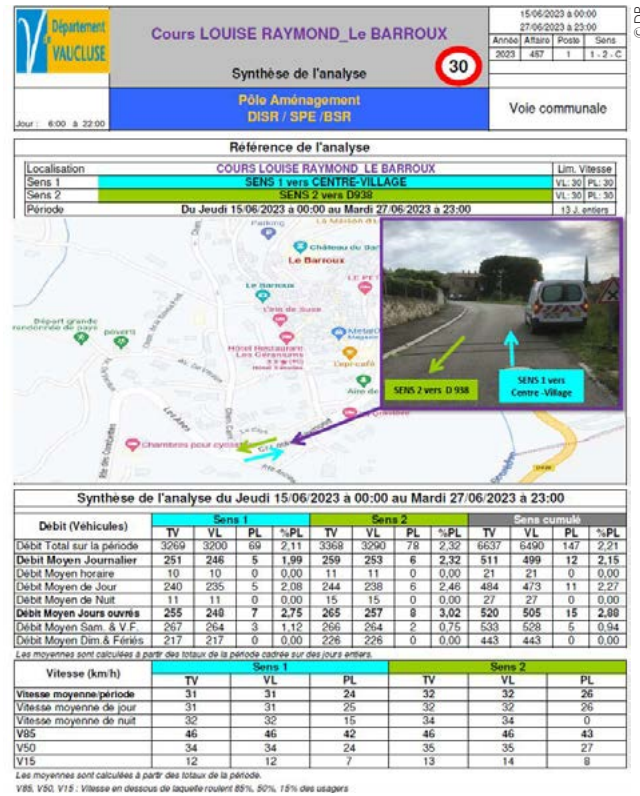 ©DP
Département
VAUCLUSE
Cours LOUISE RAYMOND_Le BARROUX
Synthèse de l'analyse
30
15/06/2023 à 00:00
27/06/2023 à 23:00
Année Affaire Poste Sens
2023 457 1 1 - 2 - C
Jour : 6:00 à 22:00
Pôle Aménagement
DISR / SPE /BSR
Voie communale
Référence de l'analyse
Localisation COURS LOUISE RAYMOND_LE BARROUX Lim. Vitesse
Sens 1 SENS 1 vers CENTRE-VILLAGE VL: 30 PL: 30
Sens 2 SENS 2 vers D938 VL: 30 PL: 30
Période Du Jeudi 15/06/2023 à 00:00 au Mardi 27/06/2023 à 23:00 13 J. entiers
Parking
Château du Bar
Le Barroux
Le Barroux
L'Iris de Suse
Départ grande
randonnée de pays
Hôtel Restaurant
Les Géraniums
L'epi'café
Aire de
Chambres pour cyclis
SENS 2 vers D 938
SENS 1 vers
Centre -Village
Synthèse de l'analyse du Jeudi 15/06/2023 à 00:00 au Mardi 27/06/2023 à 23:00
Débit (Véhicules) Sens 1 Sens 2 Sens cumulé
TV VL PL %PL TV VL PL %PL TV VL PL %PL
Débit Total sur la période 3269 3200 69 2,11 3368 3290 78 2,32 6637 6490 147 2,21
Débit Moyen Journalier 251 246 5 1,99 259 253 6 2,32 511 499 12 2,15
Débit Moyen horaire 10 10 0 0,00 11 11 0 0,00 21 21 0 0,00
Débit Moyen de Jour 240 235 5 2,08 244 238 6 2,46 484 473 11 2,27
Débit Moyen de Nuit 11 11 0 0,00 15 15 0 0,00 27 27 0 0,00
Débit Moyen Jours ouvrés 255 248 7 2,75 265 257 8 3,02 520 505 15 2,88
Débit Moyen Sam. & V.F. 267 264 3 1,12 266 264 2 0,75 533 528 5 0,94
Débit Moyen Dim.& Fériés 217 217 0 0,00 226 226 0 0,00 443 443 0 0,00
Les moyennes sont calculées à partir des totaux de la période cadrée sur des jours entiers.
Vitesse (km/h) Sens 1 Sens 2
TV VL PL TV VL PL
Vitesse moyenne/période 31 31 24 32 32 26
Vitesse moyenne de jour 31 31 25 32 32 26
Vitesse moyenne de nuit 32 32 15 34 34 0
V85 46 46 42 46 46 43
V50 34 34 24 35 35 27
V15 12 12 7 13 14 8
Les moyennes sont calculées à partir des totaux de la période.
V85, V50, V15 : Vitesse en dessous de laquelle roulent 85%, 50%, 15% des usagers